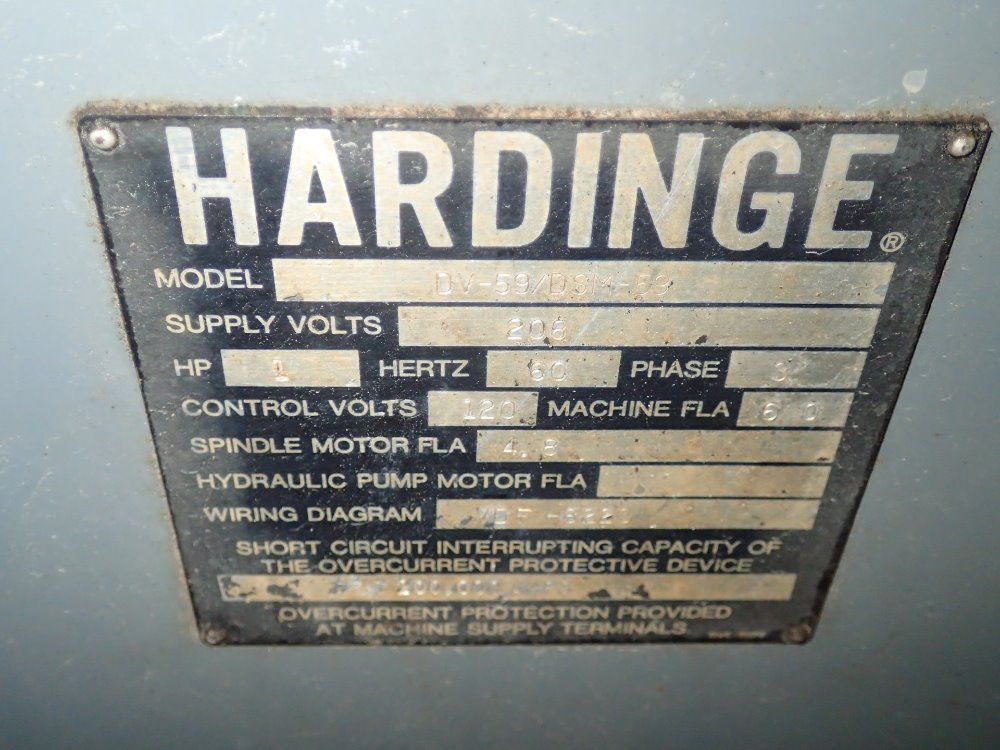 HARDINGE®
MODEL DV-59/DSM-59
SUPPLY VOLTS 208
HP 1 HERTZ 60 PHASE 3
CONTROL VOLTS 120 MACHINE FLA 6.0
SPINDLE MOTOR FLA 4.8
HYDRAULIC PUMP MOTOR FLA
WIRING DIAGRAM
SHORT CIRCUIT INTERRUPTING CAPACITY OF
THE OVERCURRENT PROTECTIVE DEVICE
OVERCURRENT PROTECTION PROVIDED
AT MACHINE SUPPLY TERMINALS